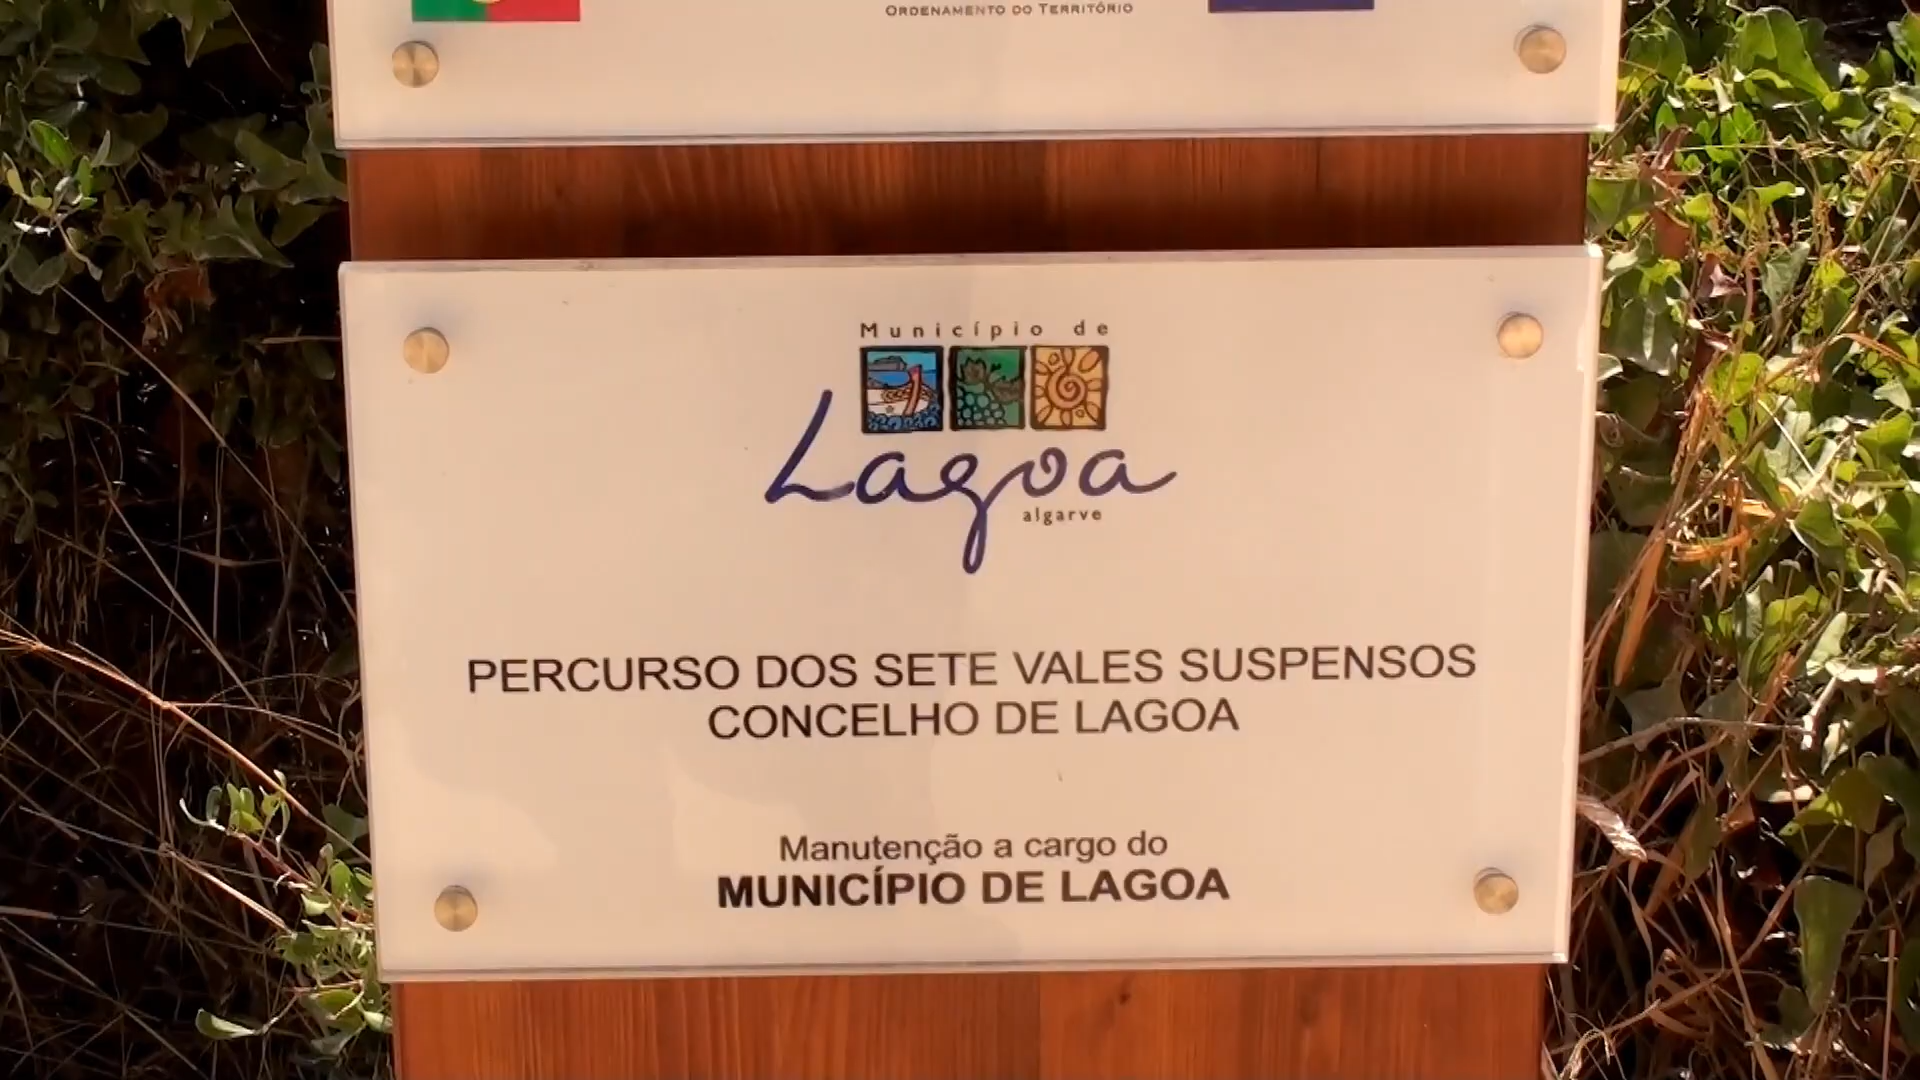 ORDENAMENTO DO TERRITÓRIO
Município de
Lagoa
algarve
PERCURSO DOS SETE VALES SUSPENSOS
CONCELHO DE LAGOA
Manutenção a cargo do
MUNICÍPIO DE LAGOA